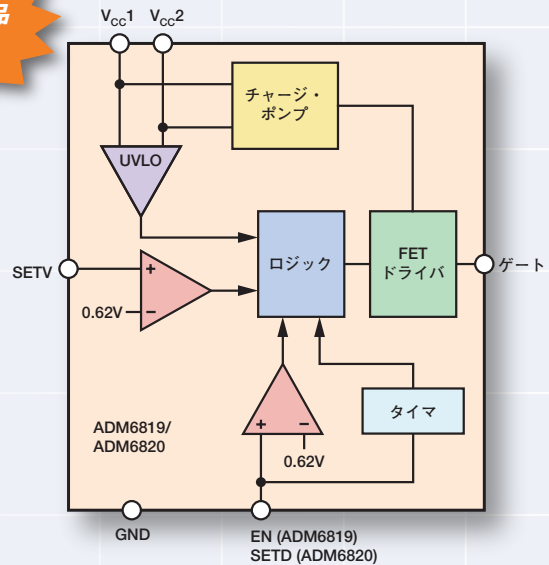 品
VCC1 VCC2
チャージ・
ポンプ
UVLO
SETV
+
0.62V −
ロジック
FET
ドライバ
ゲート
ADM6819/
ADM6820
+ −
0.62V
タイマ
GND
EN (ADM6819)
SETD (ADM6820)